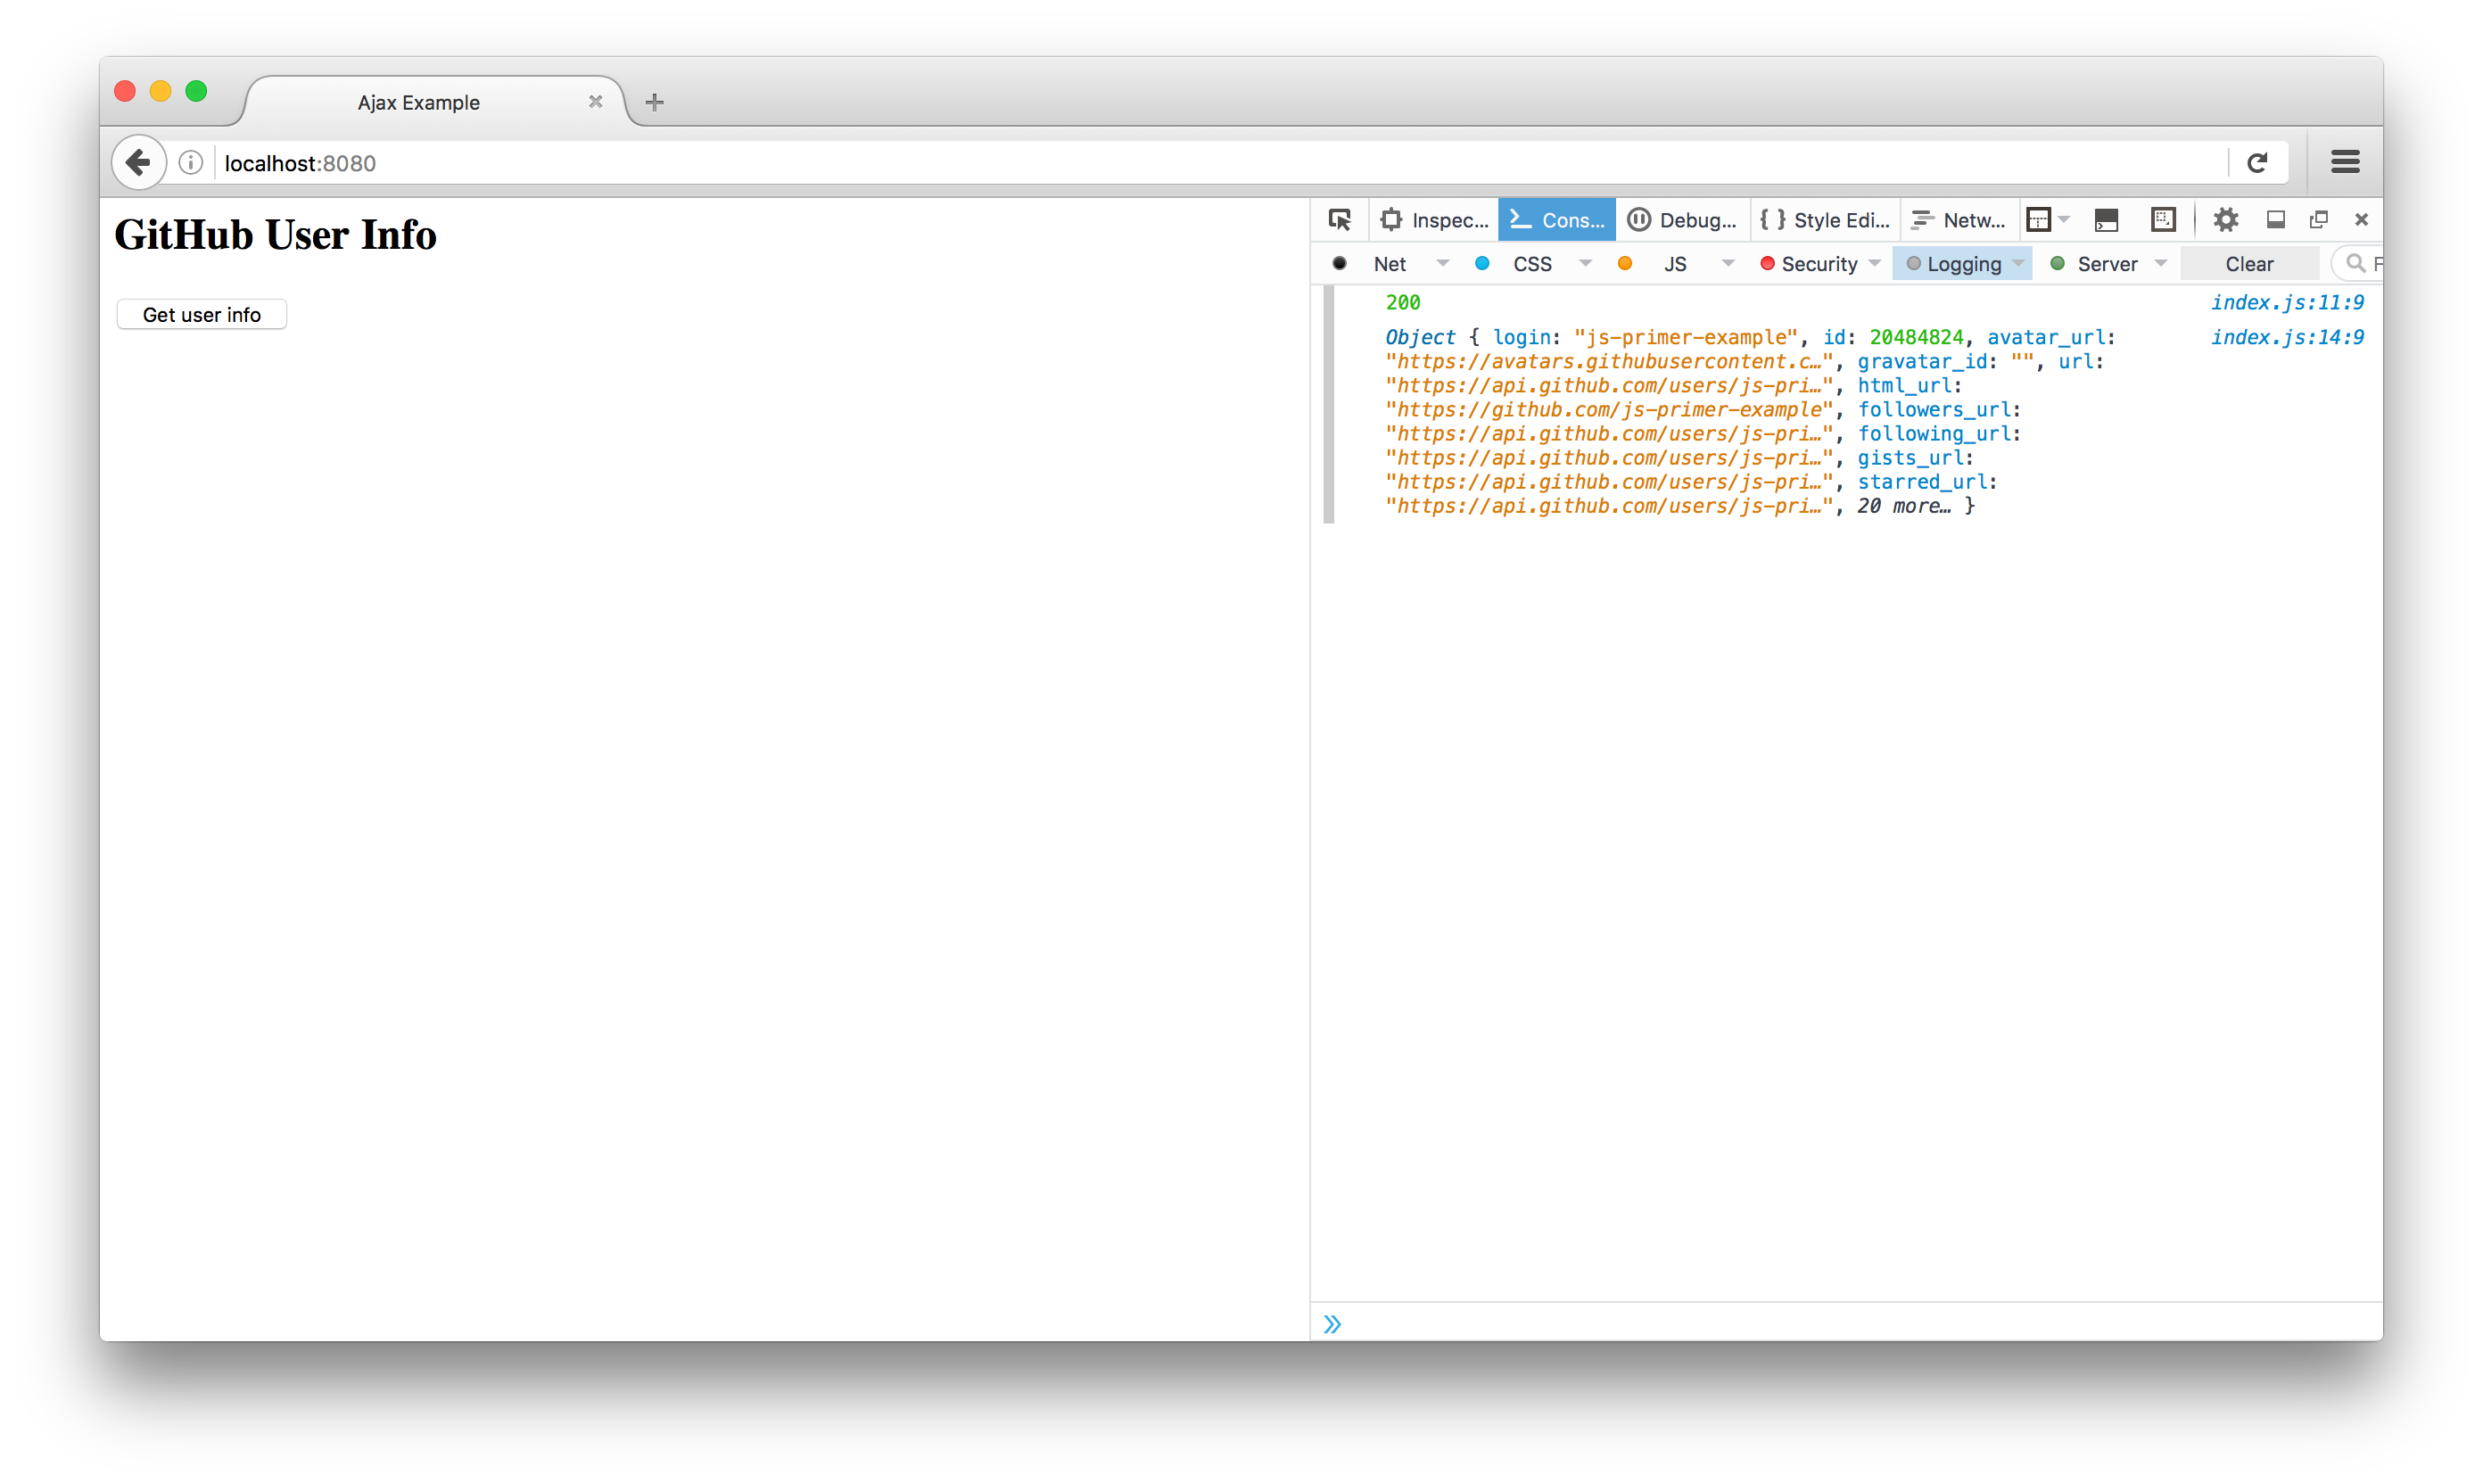 Ajax Example
localhost:8080
GitHub User Info
Get user info
Inspec... Cons... Debug... Style Edi... Netw...
Net CSS JS Security Logging Server Clear F
200 index.js:11:9
Object { login: "js-primer-example", id: 20484824, avatar_url: index.js:14:9
"https://avatars.githubusercontent.c…", gravatar_id: "", url:
"https://api.github.com/users/js-pri…", html_url:
"https://github.com/js-primer-example", followers_url:
"https://api.github.com/users/js-pri…", following_url:
"https://api.github.com/users/js-pri…", gists_url:
"https://api.github.com/users/js-pri…", starred_url:
"https://api.github.com/users/js-pri…", 20 more… }